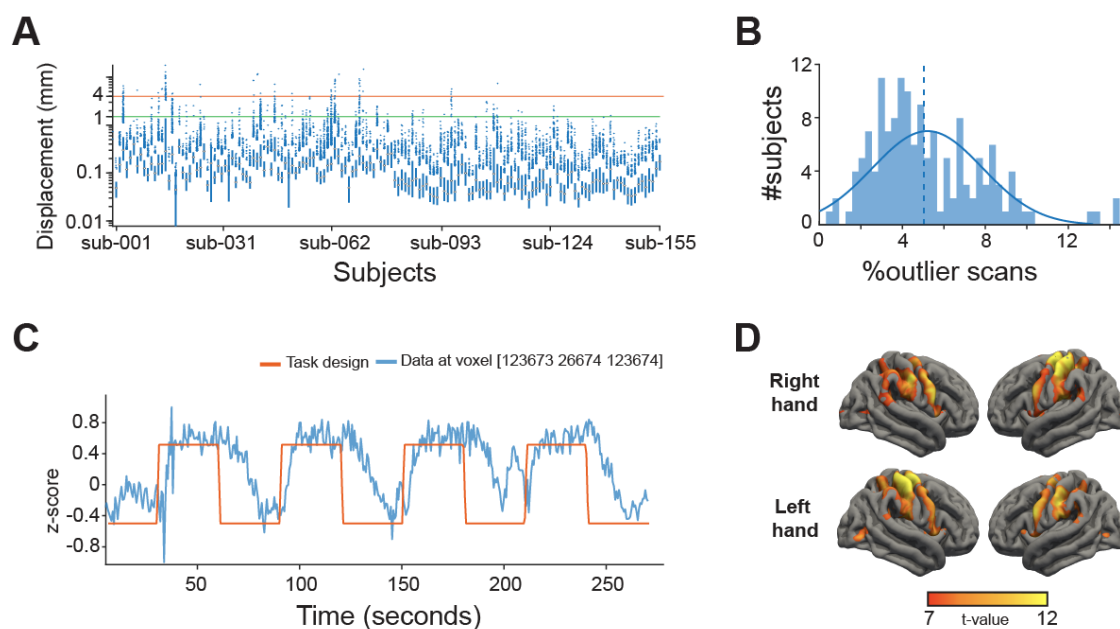 A
Displacement (mm)
4
1
0.1
0.01
sub-001 sub-031 sub-062 sub-093 sub-124 sub-155
Subjects
B
#subjects
12
8
4
0
0 4 8 12
%outlier scans
C
Task design Data at voxel [123673 26674 123674]
z-score
0.8
0.4
0
-0.4
-0.8
50 100 150 200 250
Time (seconds)
D
Right
hand
Left
hand
7 t-value 12